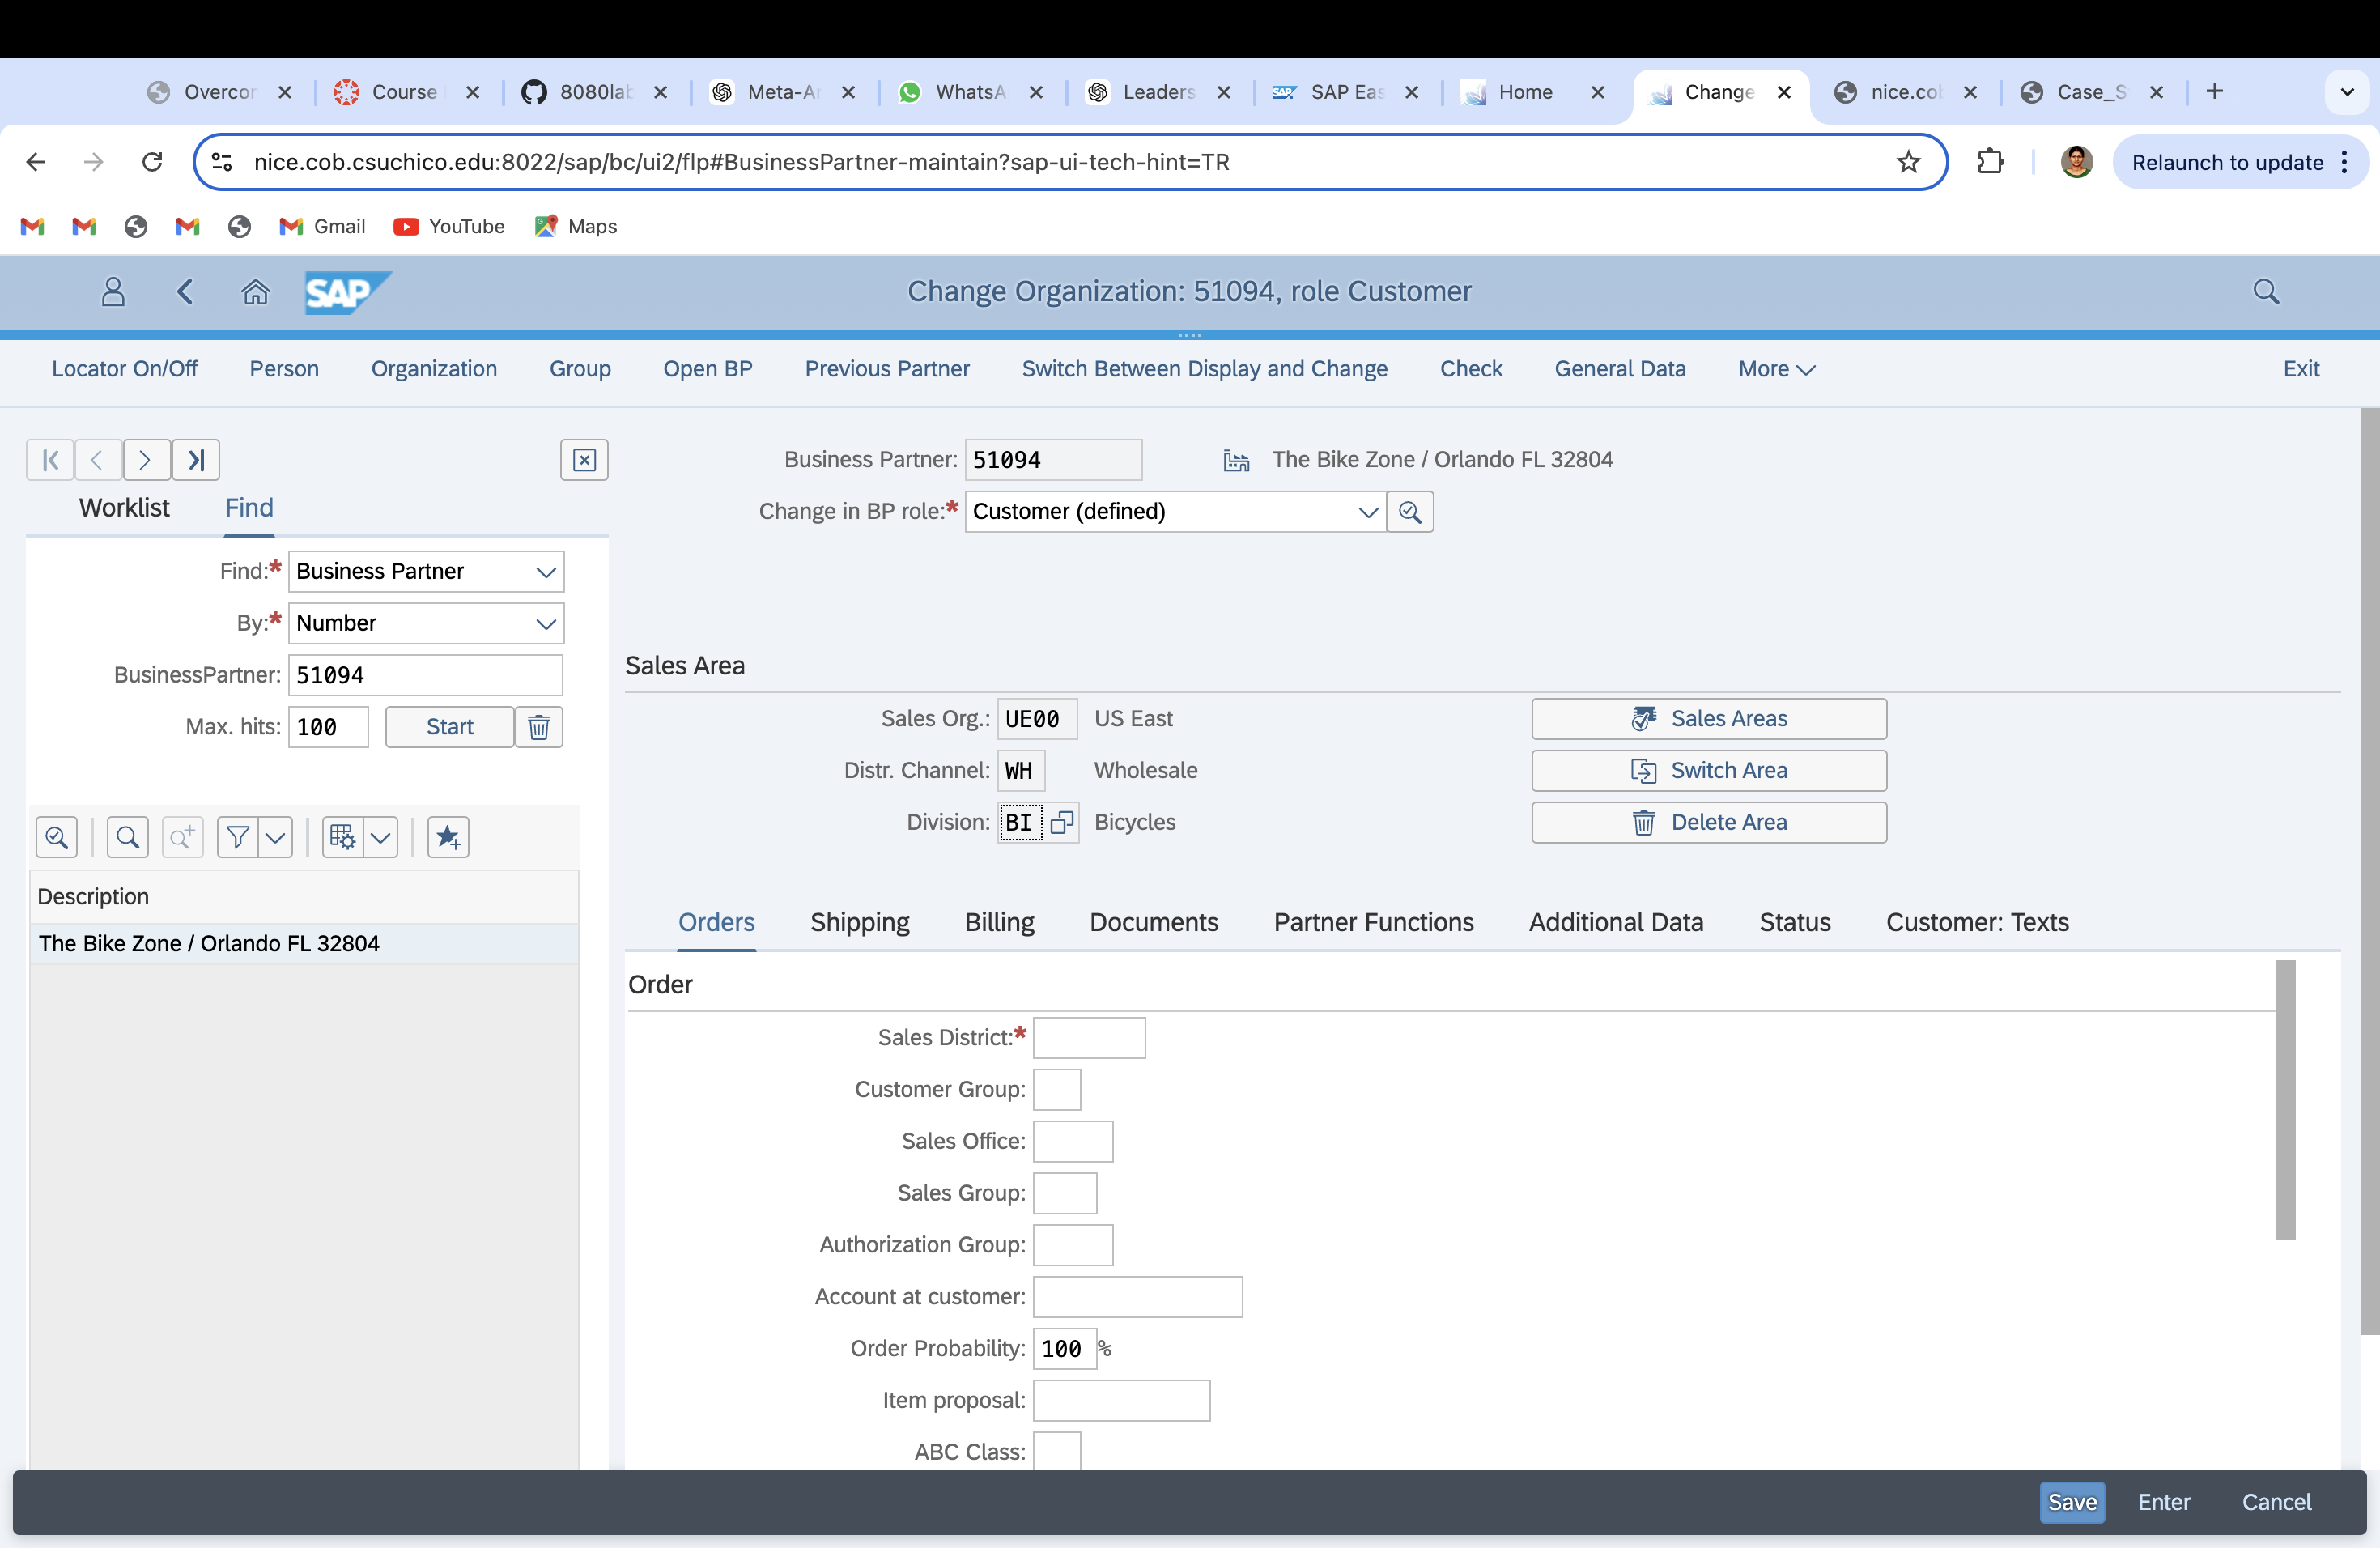 Overcor
Course
8080lab
Meta-Ar
WhatsA
Leaders
SAP Eas
Home
Change
nice.cob
Case_S
nice.cob.csuchico.edu:8022/sap/bc/ui2/flp#BusinessPartner-maintain?sap-ui-tech-hint=TR
Relaunch to update
Gmail
YouTube
Maps
SAP
Change Organization: 51094, role Customer
Locator On/Off Person Organization Group Open BP Previous Partner Switch Between Display and Change Check General Data More Exit
Business Partner: 51094 The Bike Zone / Orlando FL 32804
Change in BP role:* Customer (defined)
Worklist Find
Find:* Business Partner
By:* Number
BusinessPartner: 51094
Max. hits: 100 Start
Description
The Bike Zone / Orlando FL 32804
Sales Area
Sales Org.: UE00 US East Sales Areas
Distr. Channel: WH Wholesale Switch Area
Division: BI Bicycles Delete Area
Orders Shipping Billing Documents Partner Functions Additional Data Status Customer: Texts
Order
Sales District:*
Customer Group:
Sales Office:
Sales Group:
Authorization Group:
Account at customer:
Order Probability: 100 %
Item proposal:
ABC Class:
Save Enter Cancel